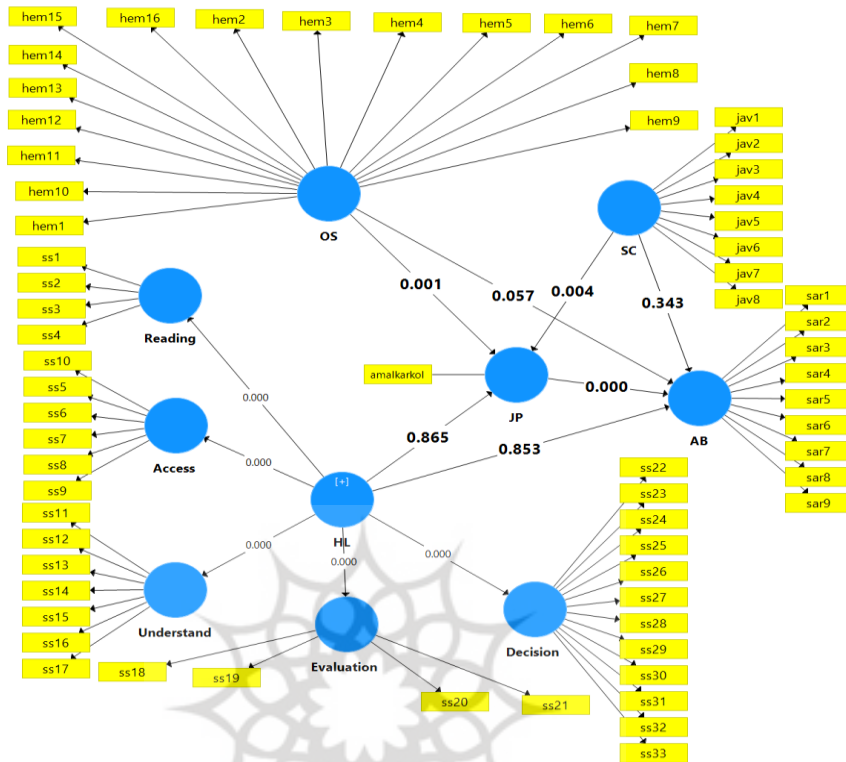 hem15
hem16
hem2
hem3
hem4
hem5
hem6
hem7
hem14
hem8
hem13
hem12
hem9
hem11
hem10
hem1
OS
jav1
jav2
jav3
jav4
jav5
jav6
jav7
jav8
SC
ss1
ss2
ss3
ss4
Reading
0.001
0.057
0.004
0.343
sar1
sar2
sar3
sar4
sar5
sar6
sar7
sar8
sar9
AB
amalkarkol
JP
0.000
ss10
ss5
ss6
ss7
ss8
ss9
Access
0.000
0.000
0.865
0.853
[+]
HL
ss11
ss12
ss13
ss14
ss15
ss16
ss17
Understand
0.000
0.000
0.000
ss18
ss19
ss20
ss21
Evaluation
Decision
ss22
ss23
ss24
ss25
ss26
ss27
ss28
ss29
ss30
ss31
ss32
ss33